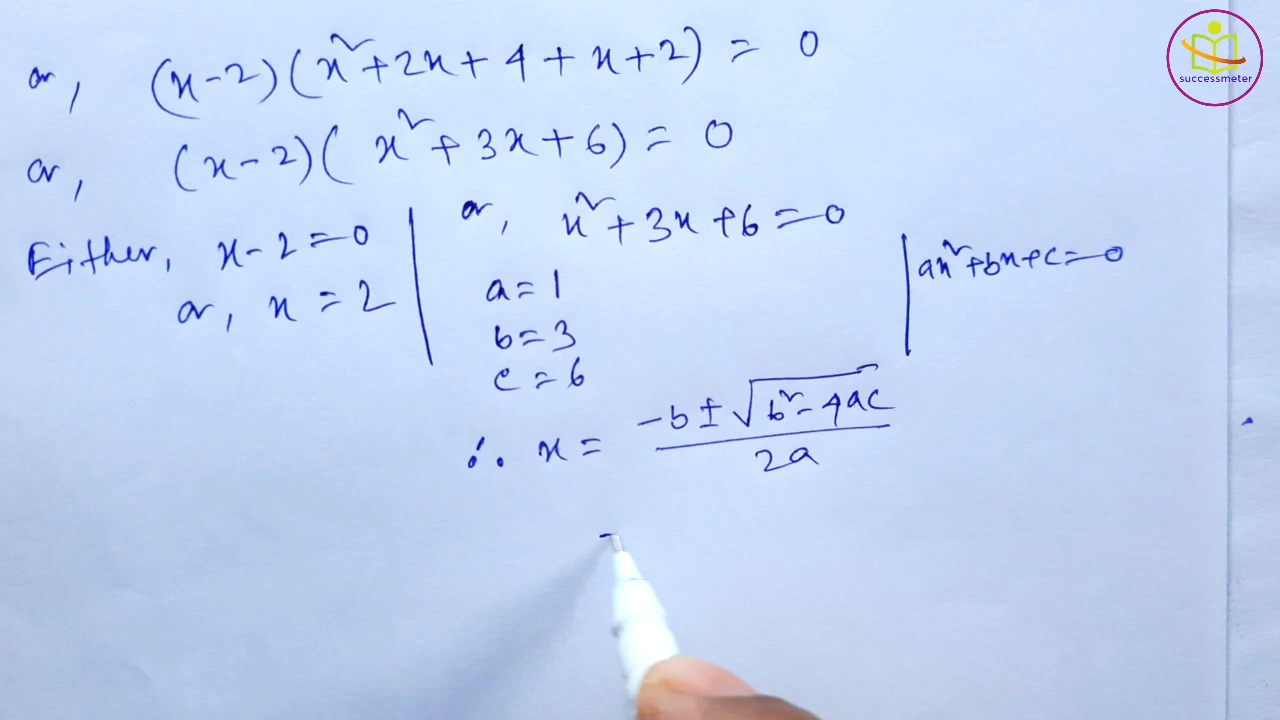 or, (x-2)(x²+2x+4+x+2) = 0
or, (x-2)(x²+3x+6) = 0
Either, x-2=0
or, x = 2
or, x²+3x+6=0
a=1
b=3
c=6
ax²+bx+c=0
∴ x = (-b±√(b²-4ac))/2a
successmeter